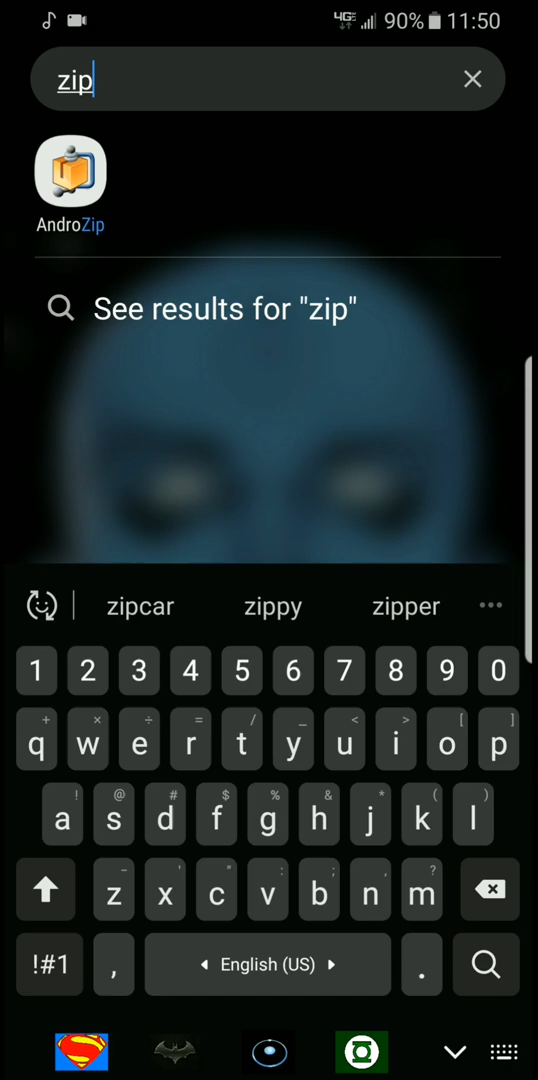 4GE 90% 11:50
zip
AndroZip
See results for "zip"
zipcar zippy zipper
1 2 3 4 5 6 7 8 9 0
+ × ÷ = / _ < > [ ]
q w e r t y u i o p
! @ # $ % & * ( )
a s d f g h j k l
- ' " : ; , ?
z x c v b n m
!#1 , English (US) .